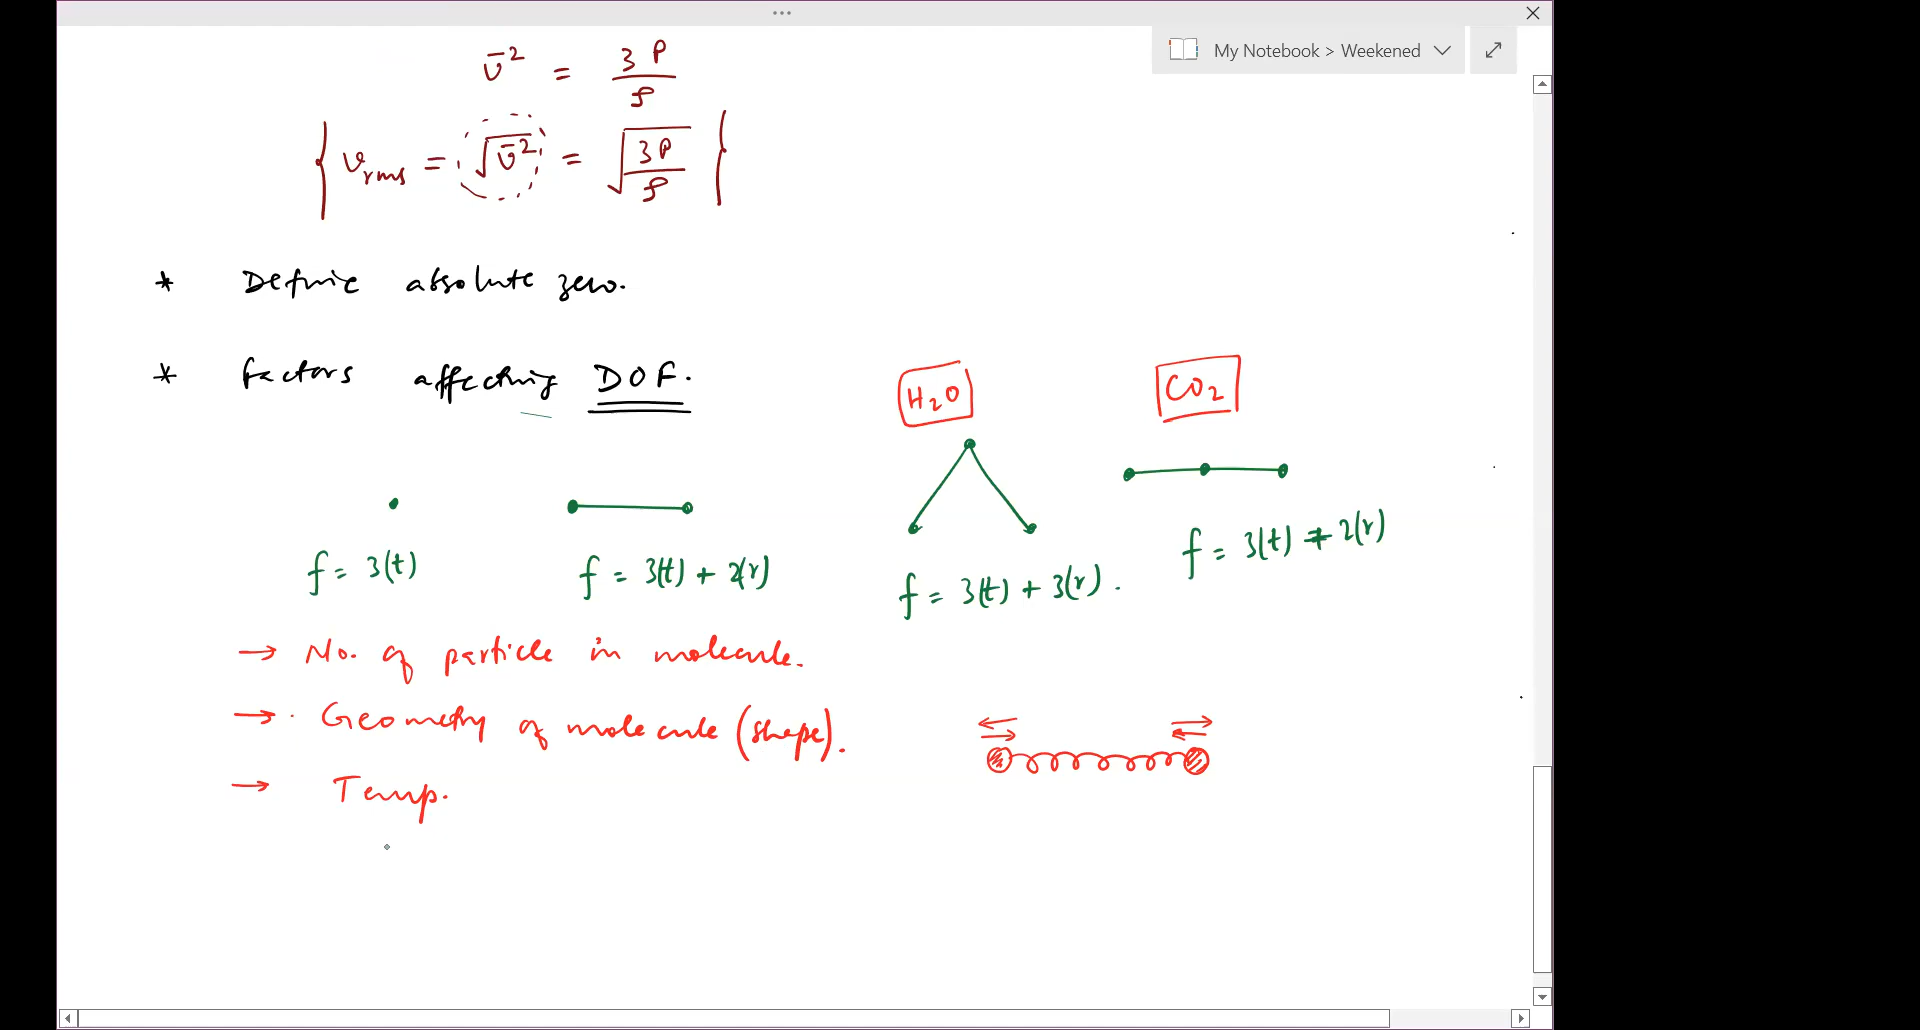 My Notebook > Weekened
v̄² = 3P/ρ
{ v_rms = √v̄² = √(3P/ρ) }
* Define absolute zero.
* factors affecting DOF.
H₂O
CO₂
f = 3(t)
f = 3(t) + 2(r)
f = 3(t) + 3(r).
f = 3(t) + 2(r)
→ No. of particle in molecule.
→ Geometry of molecule (shape).
→ Temp.